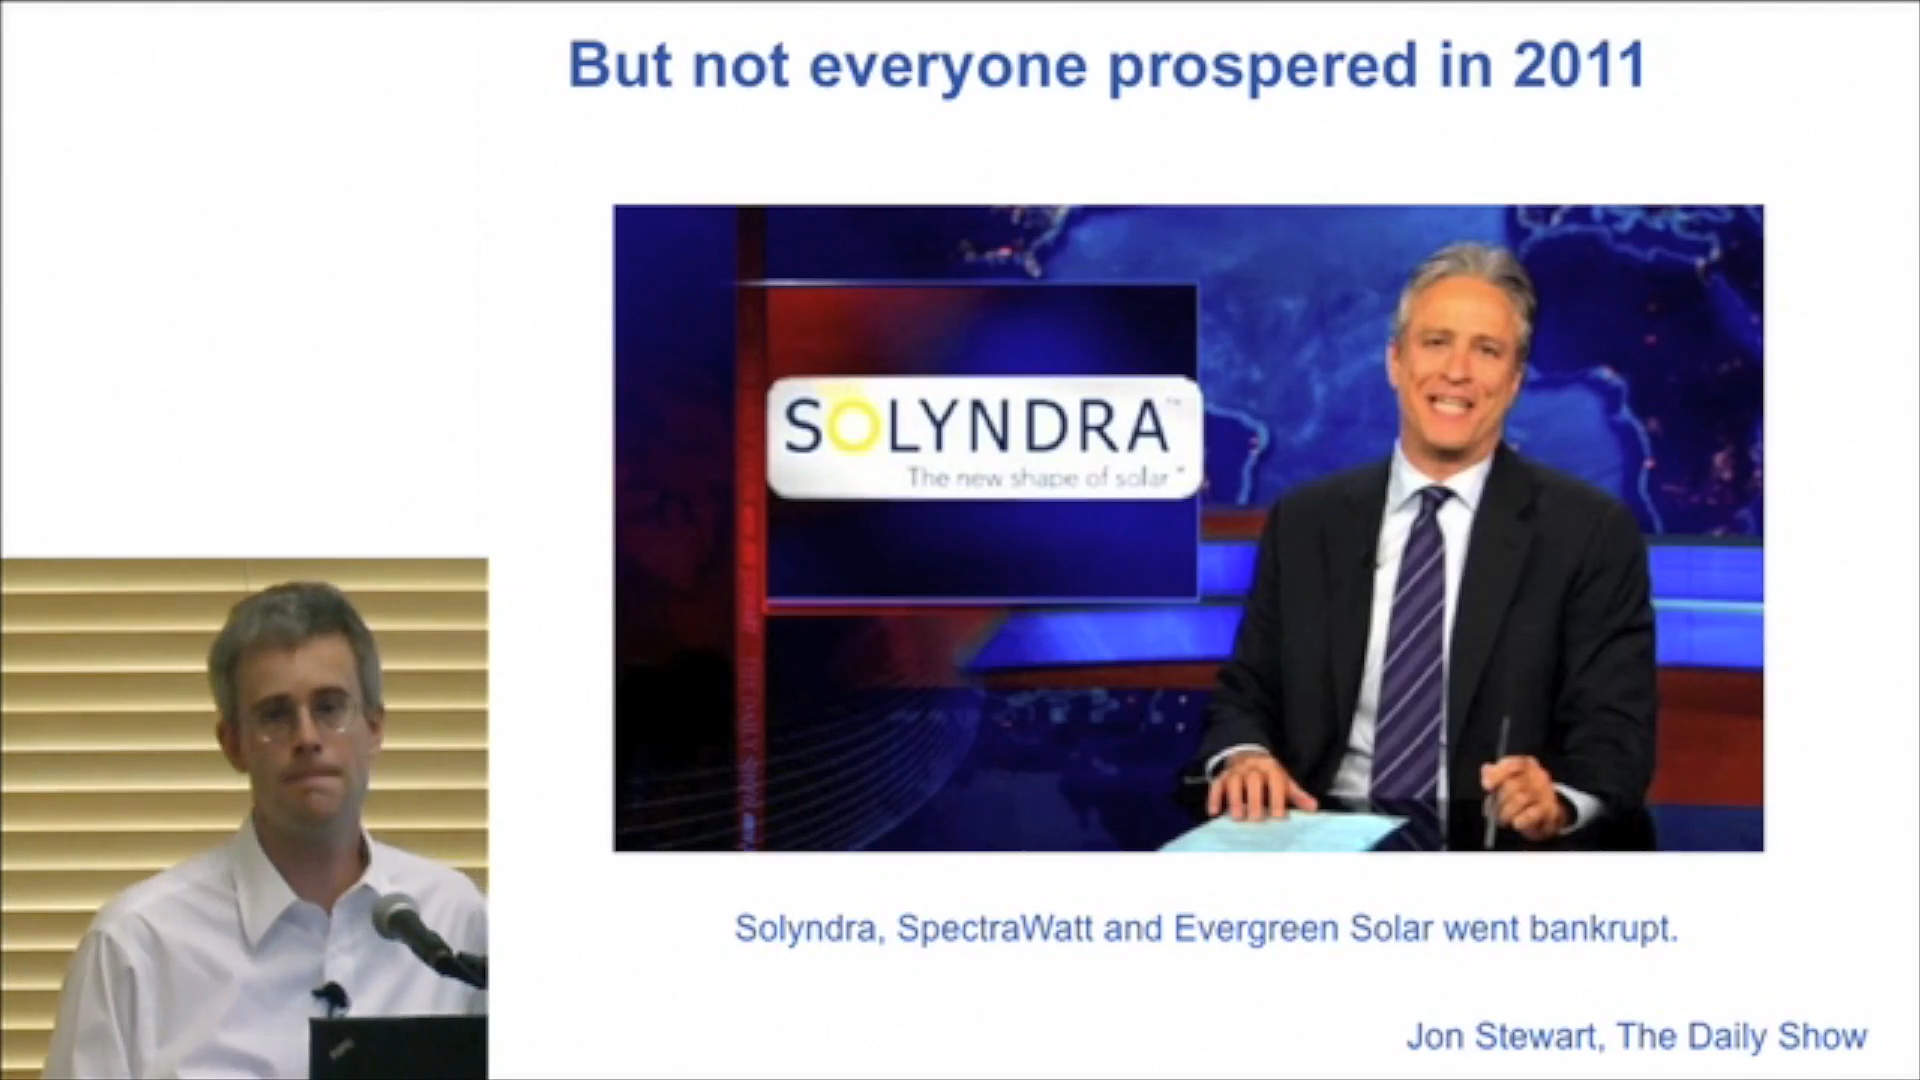 But not everyone prospered in 2011
SOLYNDRA™
The new shape of solar™
Solyndra, SpectraWatt and Evergreen Solar went bankrupt.
Jon Stewart, The Daily Show